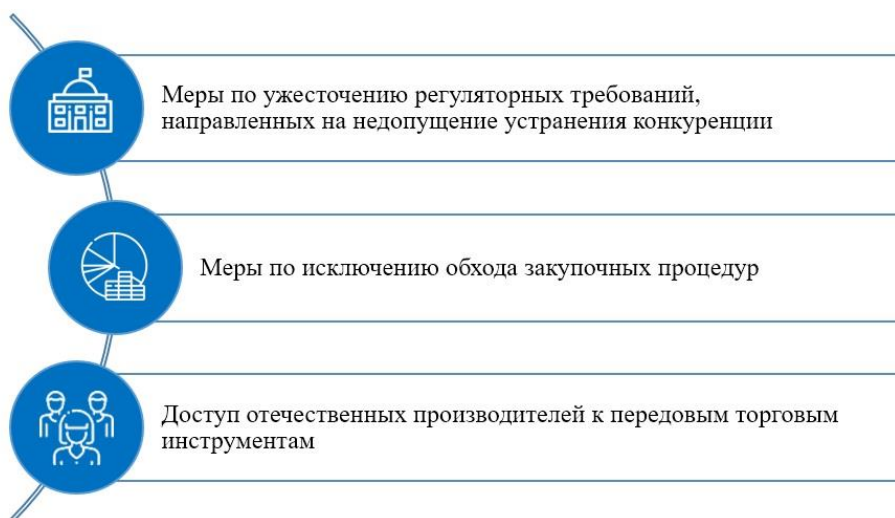 Меры по ужесточению регуляторных требований,
направленных на недопущение устранения конкуренции
Меры по исключению обхода закупочных процедур
Доступ отечественных производителей к передовым торговым
инструментам